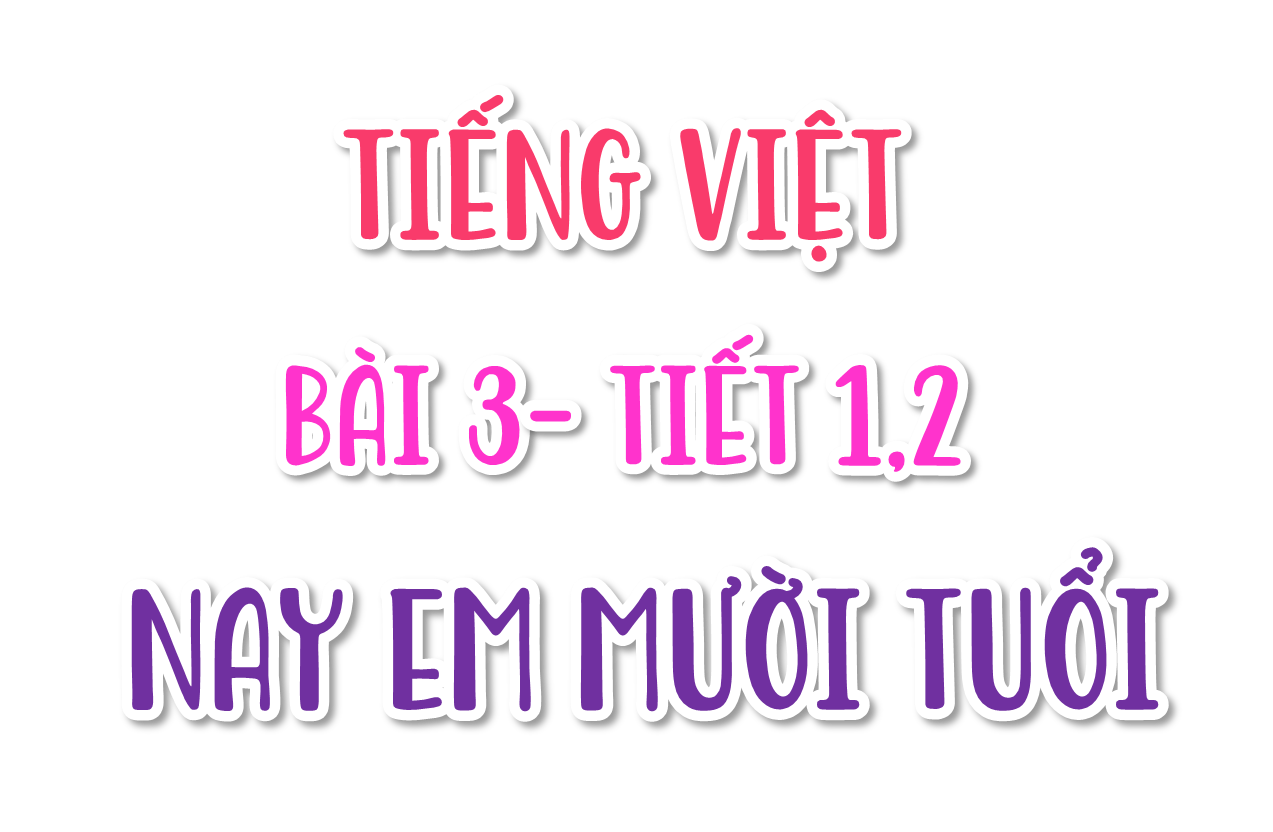 TIẾNG VIỆT
BÀI 3- TIẾT 1,2
NAY EM MƯỜI TUỔI